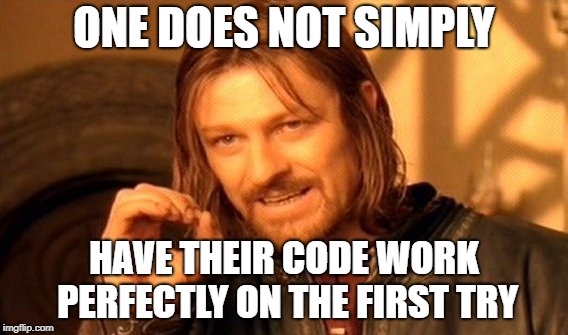 ONE DOES NOT SIMPLY
HAVE THEIR CODE WORK
PERFECTLY ON THE FIRST TRY
imgflip.com